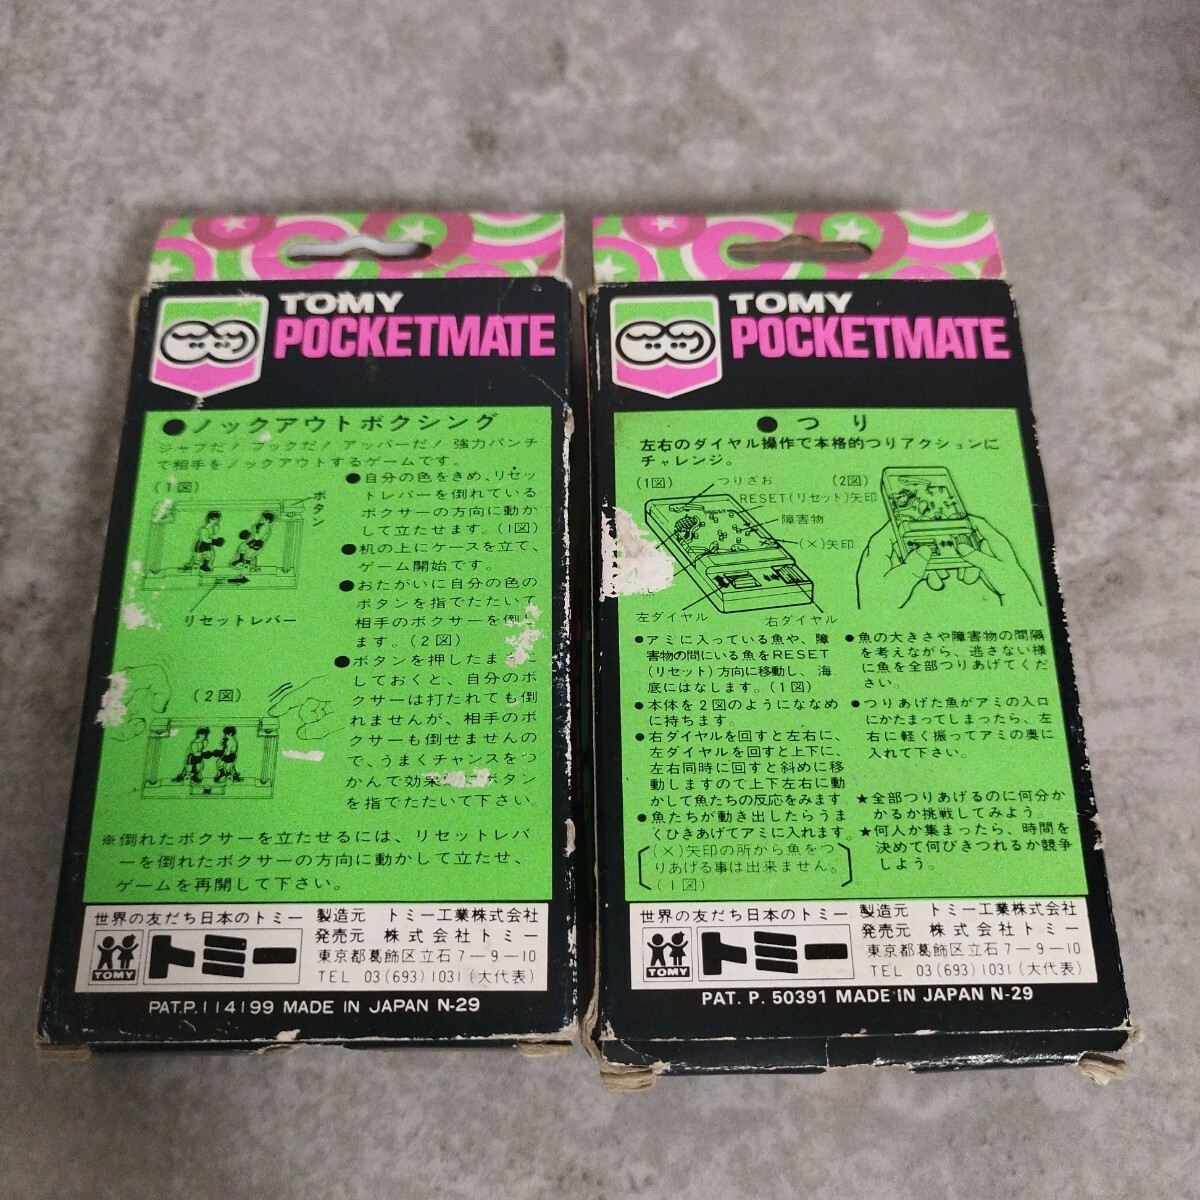 TOMY
POCKETMATE
●ノックアウトボクシング
ジャブだ！フックだ！アッパーだ！強力パンチ
で相手をノックアウトするゲームです。
(1図)
ボタン
リセットレバー
(2図)
●自分の色をきめ、リセッ
トレバーを倒れている
ボクサーの方向に動か
して立たせます。(1図)
●机の上にケースを立て、
ゲーム開始です。
●おたがいに自分の色の
ボタンを指でたたいて
相手のボクサーを倒し
ます。(2図)
●ボタンを押したまま
しておくと、自分のボ
クサーは打たれても倒
れませんが、相手のボ
クサーも倒せませんの
で、うまくチャンスをつ
かんで効果 ボタン
を指でたたいて下さい。
※倒れたボクサーを立たせるには、リセットレバ
ーを倒れたボクサーの方向に動かして立たせ、
ゲームを再開して下さい。
世界の友だち日本のトミー
TOMY
トミー
製造元 トミー工業株式会社
発売元 株式会社トミー
東京都葛飾区立石7-9-10
TEL 03(693)1031(大代表)
PAT.P.114199 MADE IN JAPAN N-29
TOMY
POCKETMATE
●つり
左右のダイヤル操作で本格的つりアクションに
チャレンジ。
(1図)
つりざお
RESET(リセット)矢印
障害物
(×)矢印
左ダイヤル
右ダイヤル
(2図)
●アミに入っている魚や、障
害物の間にいる魚をRESET
(リセット)方向に移動し、海
底にはなします。(1図)
●本体を2図のようにななめ
に持ちます。
●右ダイヤルを回すと左右に、
左ダイヤルを回すと上下に、
左右同時に回すと斜めに移
動しますので上下左右に動
かして魚たちの反応をみます
●魚たちが動き出したらうま
くひきあげてアミに入れます。
(×)矢印の所から魚をつ
りあげる事は出来ません。
(1図)
●魚の大きさや障害物の間隔
を考えながら、逃さない様
に魚を全部つりあげてくだ
さい。
●つりあげた魚がアミの入口
にかたまってしまったら、左
右に軽く振ってアミの奥に
入れて下さい。
★全部つりあげるのに何分か
かるか挑戦してみよう。
★何人か集まったら、時間を
決めて何びきつれるか競争
しよう。
世界の友だち日本のトミー
TOMY
トミー
製造元 トミー工業株式会社
発売元 株式会社トミー
東京都葛飾区立石7-9-10
TEL 03(693)1031(大代表)
PAT. P. 50391 MADE IN JAPAN N-29